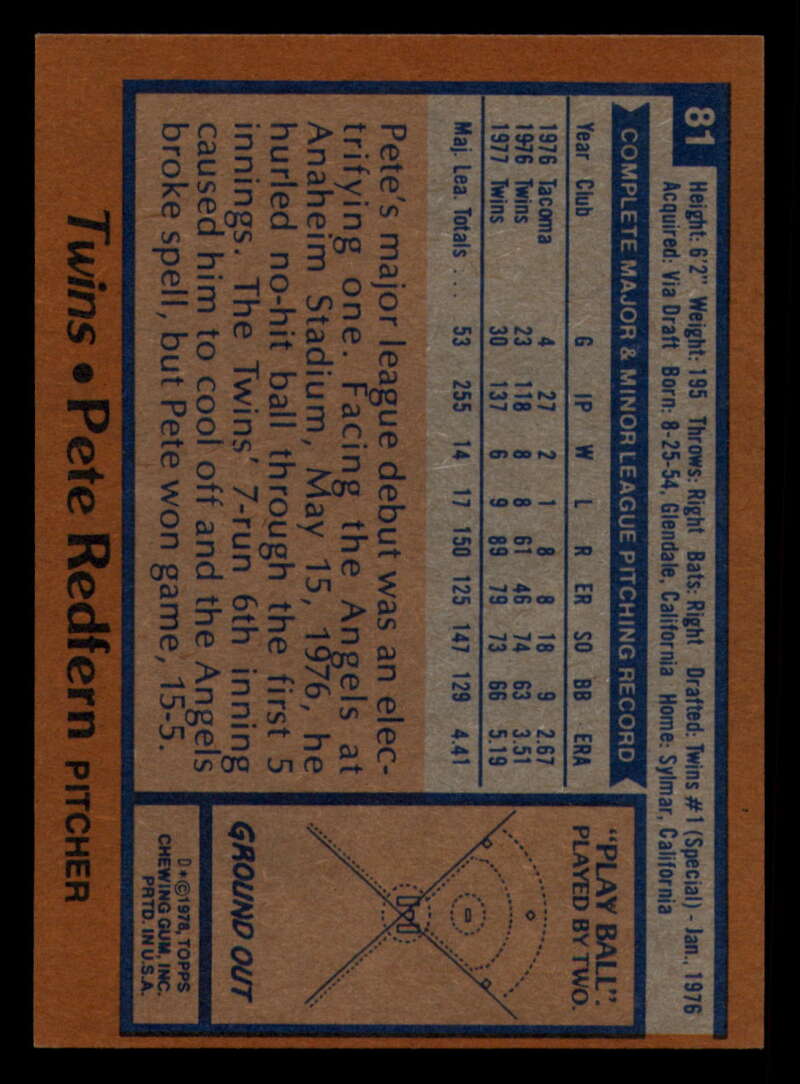 81
Height: 6'2" Weight: 195 Throws: Right Bats: Right Drafted: Twins #1 (Special) - Jan., 1976
Acquired: Via Draft Born: 8-25-54, Glendale, California Home: Sylmar, California
COMPLETE MAJOR & MINOR LEAGUE PITCHING RECORD
Year Club G IP W L R ER SO BB ERA
1976 Tacoma 4 27 2 1 8 8 18 9 2.67
1976 Twins 23 118 8 8 61 46 74 63 3.51
1977 Twins 30 137 6 9 89 79 73 66 5.19
Maj. Lea. Totals .... 53 255 14 17 150 125 147 129 4.41
Pete's major league debut was an elec-
trifying one. Facing the Angels at
Anaheim Stadium, May 15, 1976, he
hurled no-hit ball through the first 5
innings. The Twins' 7-run 6th inning
caused him to cool off and the Angels
broke spell, but Pete won game, 15-5.
"PLAY BALL".
PLAYED BY TWO.
GROUND OUT
D*©1978, TOPPS
CHEWING GUM, INC.
PRTD. IN U.S.A.
Twins • Pete Redfern PITCHER